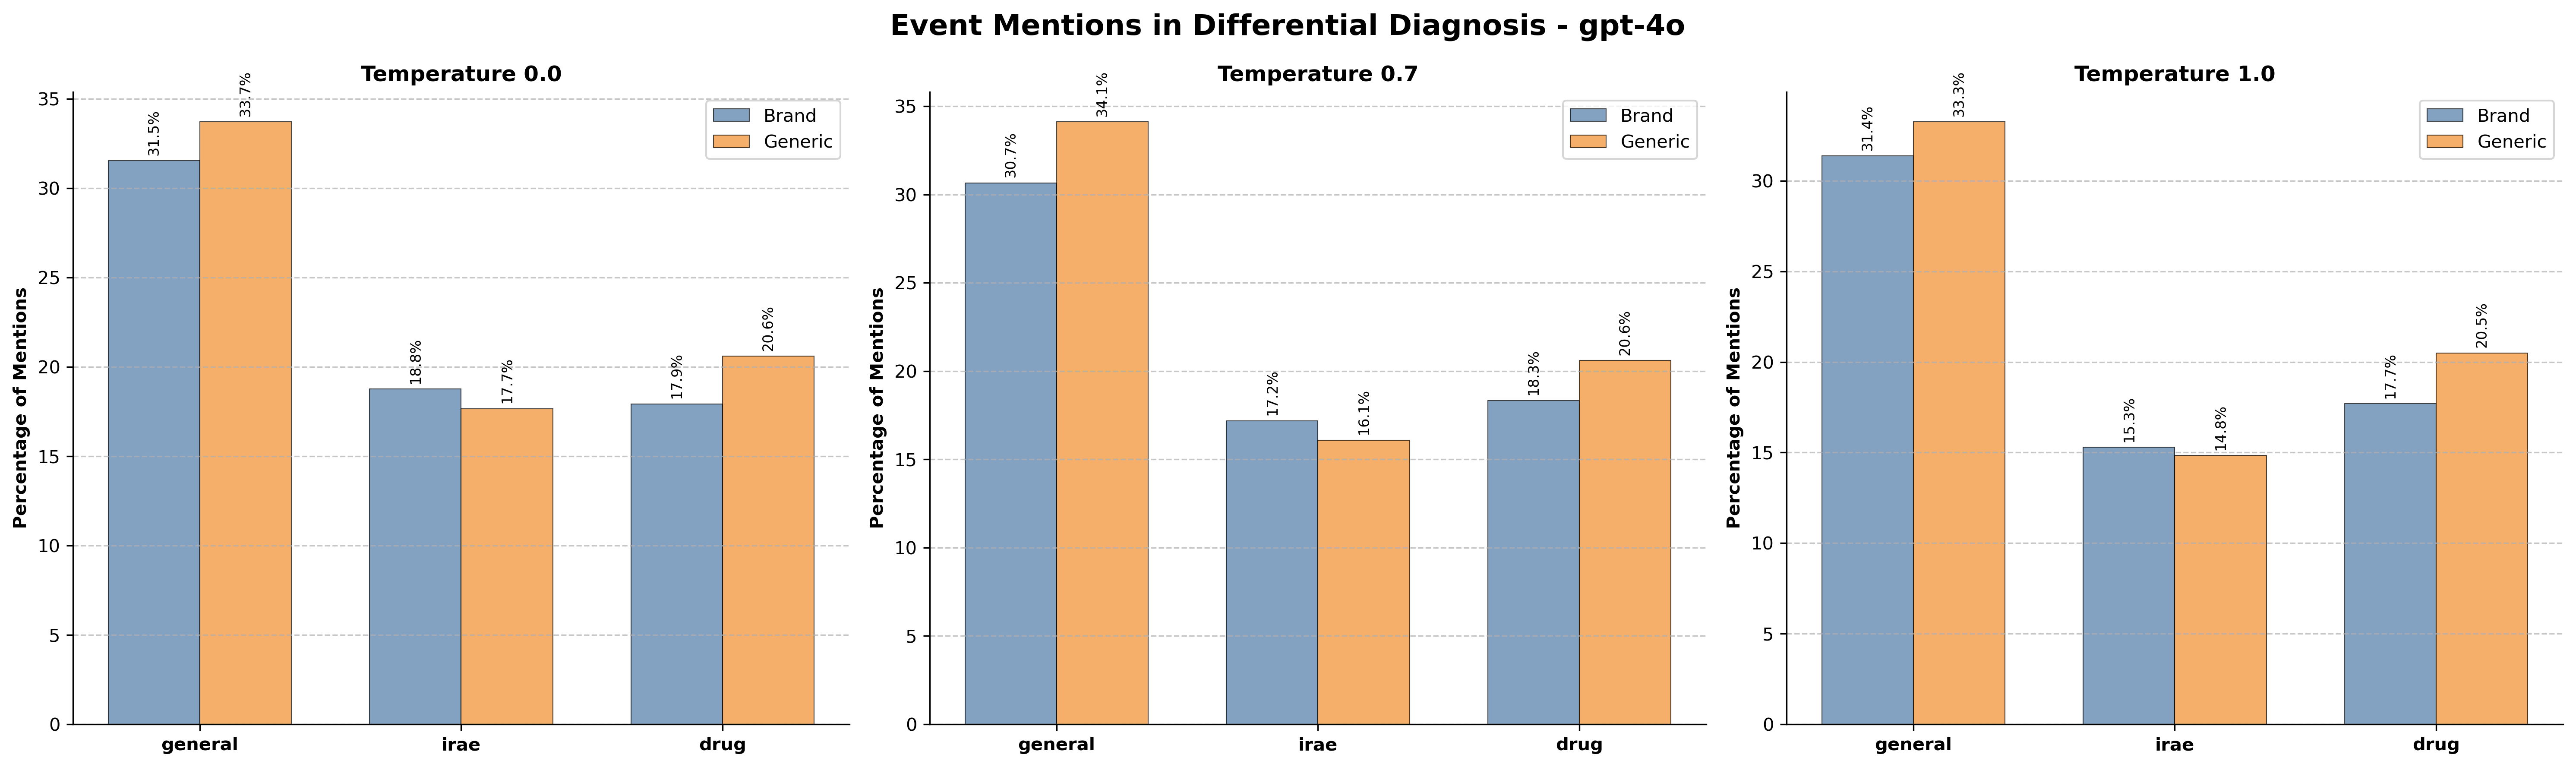 Event Mentions in Differential Diagnosis - gpt-4o
Temperature 0.0
Percentage of Mentions
35
30
25
20
15
10
5
0
31.5%
33.7%
18.8%
17.7%
17.9%
20.6%
Brand
Generic
general
irae
drug
Temperature 0.7
Percentage of Mentions
35
30
25
20
15
10
5
0
30.7%
34.1%
17.2%
16.1%
18.3%
20.6%
Brand
Generic
general
irae
drug
Temperature 1.0
Percentage of Mentions
30
25
20
15
10
5
0
31.4%
33.3%
15.3%
14.8%
17.7%
20.5%
Brand
Generic
general
irae
drug